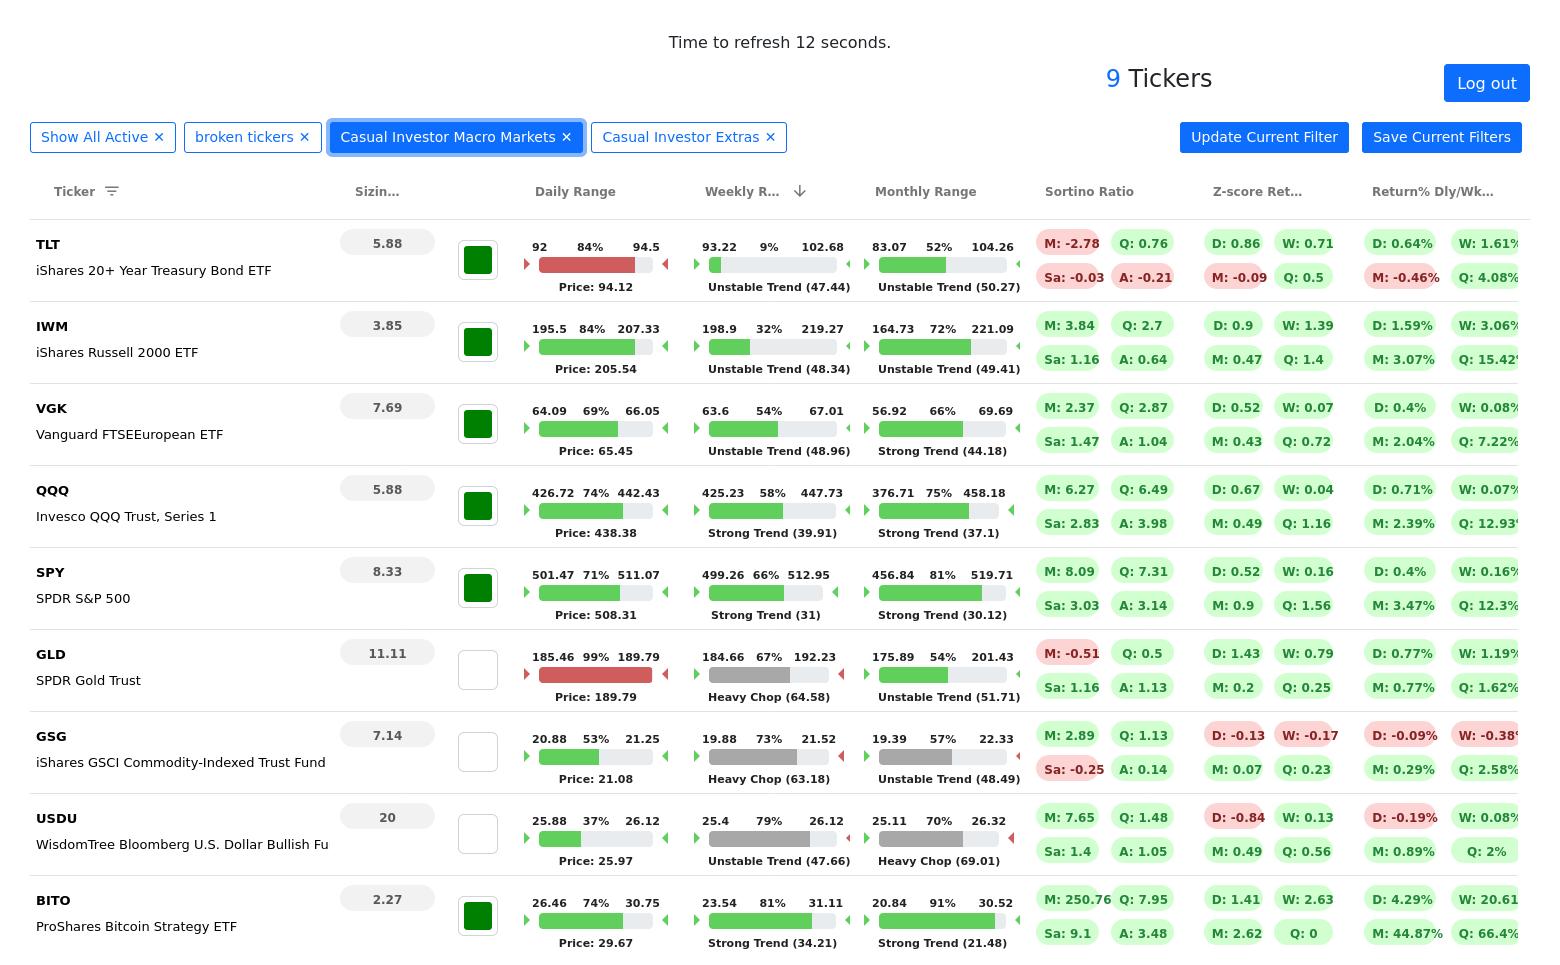 Time to refresh 12 seconds.
9 Tickers
Log out
Show All Active ✕ broken tickers ✕ Casual Investor Macro Markets ✕ Casual Investor Extras ✕ Update Current Filter Save Current Filters
Ticker Sizin... Daily Range Weekly R... Monthly Range Sortino Ratio Z-score Ret... Return% Dly/Wk...
TLT 5.88 M: -2.78 Q: 0.76 D: 0.86 W: 0.71 D: 0.64% W: 1.61%
92 84% 94.5 93.22 9% 102.68 83.07 52% 104.26
iShares 20+ Year Treasury Bond ETF Sa: -0.03 A: -0.21 M: -0.09 Q: 0.5 M: -0.46% Q: 4.08%
Price: 94.12 Unstable Trend (47.44) Unstable Trend (50.27)
IWM 3.85 M: 3.84 Q: 2.7 D: 0.9 W: 1.39 D: 1.59% W: 3.06%
195.5 84% 207.33 198.9 32% 219.27 164.73 72% 221.09
iShares Russell 2000 ETF Sa: 1.16 A: 0.64 M: 0.47 Q: 1.4 M: 3.07% Q: 15.42%
Price: 205.54 Unstable Trend (48.34) Unstable Trend (49.41)
VGK 7.69 M: 2.37 Q: 2.87 D: 0.52 W: 0.07 D: 0.4% W: 0.08%
64.09 69% 66.05 63.6 54% 67.01 56.92 66% 69.69
Vanguard FTSEEuropean ETF Sa: 1.47 A: 1.04 M: 0.43 Q: 0.72 M: 2.04% Q: 7.22%
Price: 65.45 Unstable Trend (48.96) Strong Trend (44.18)
QQQ 5.88 M: 6.27 Q: 6.49 D: 0.67 W: 0.04 D: 0.71% W: 0.07%
426.72 74% 442.43 425.23 58% 447.73 376.71 75% 458.18
Invesco QQQ Trust, Series 1 Sa: 2.83 A: 3.98 M: 0.49 Q: 1.16 M: 2.39% Q: 12.93%
Price: 438.38 Strong Trend (39.91) Strong Trend (37.1)
SPY 8.33 M: 8.09 Q: 7.31 D: 0.52 W: 0.16 D: 0.4% W: 0.16%
501.47 71% 511.07 499.26 66% 512.95 456.84 81% 519.71
SPDR S&P 500 Sa: 3.03 A: 3.14 M: 0.9 Q: 1.56 M: 3.47% Q: 12.3%
Price: 508.31 Strong Trend (31) Strong Trend (30.12)
GLD 11.11 M: -0.51 Q: 0.5 D: 1.43 W: 0.79 D: 0.77% W: 1.19%
185.46 99% 189.79 184.66 67% 192.23 175.89 54% 201.43
SPDR Gold Trust Sa: 1.16 A: 1.13 M: 0.2 Q: 0.25 M: 0.77% Q: 1.62%
Price: 189.79 Heavy Chop (64.58) Unstable Trend (51.71)
GSG 7.14 M: 2.89 Q: 1.13 D: -0.13 W: -0.17 D: -0.09% W: -0.38%
20.88 53% 21.25 19.88 73% 21.52 19.39 57% 22.33
iShares GSCI Commodity-Indexed Trust Fund Sa: -0.25 A: 0.14 M: 0.07 Q: 0.23 M: 0.29% Q: 2.58%
Price: 21.08 Heavy Chop (63.18) Unstable Trend (48.49)
USDU 20 M: 7.65 Q: 1.48 D: -0.84 W: 0.13 D: -0.19% W: 0.08%
25.88 37% 26.12 25.4 79% 26.12 25.11 70% 26.32
WisdomTree Bloomberg U.S. Dollar Bullish Fu Sa: 1.4 A: 1.05 M: 0.49 Q: 0.56 M: 0.89% Q: 2%
Price: 25.97 Unstable Trend (47.66) Heavy Chop (69.01)
BITO 2.27 M: 250.76 Q: 7.95 D: 1.41 W: 2.63 D: 4.29% W: 20.61
26.46 74% 30.75 23.54 81% 31.11 20.84 91% 30.52
ProShares Bitcoin Strategy ETF Sa: 9.1 A: 3.48 M: 2.62 Q: 0 M: 44.87% Q: 66.4%
Price: 29.67 Strong Trend (34.21) Strong Trend (21.48)